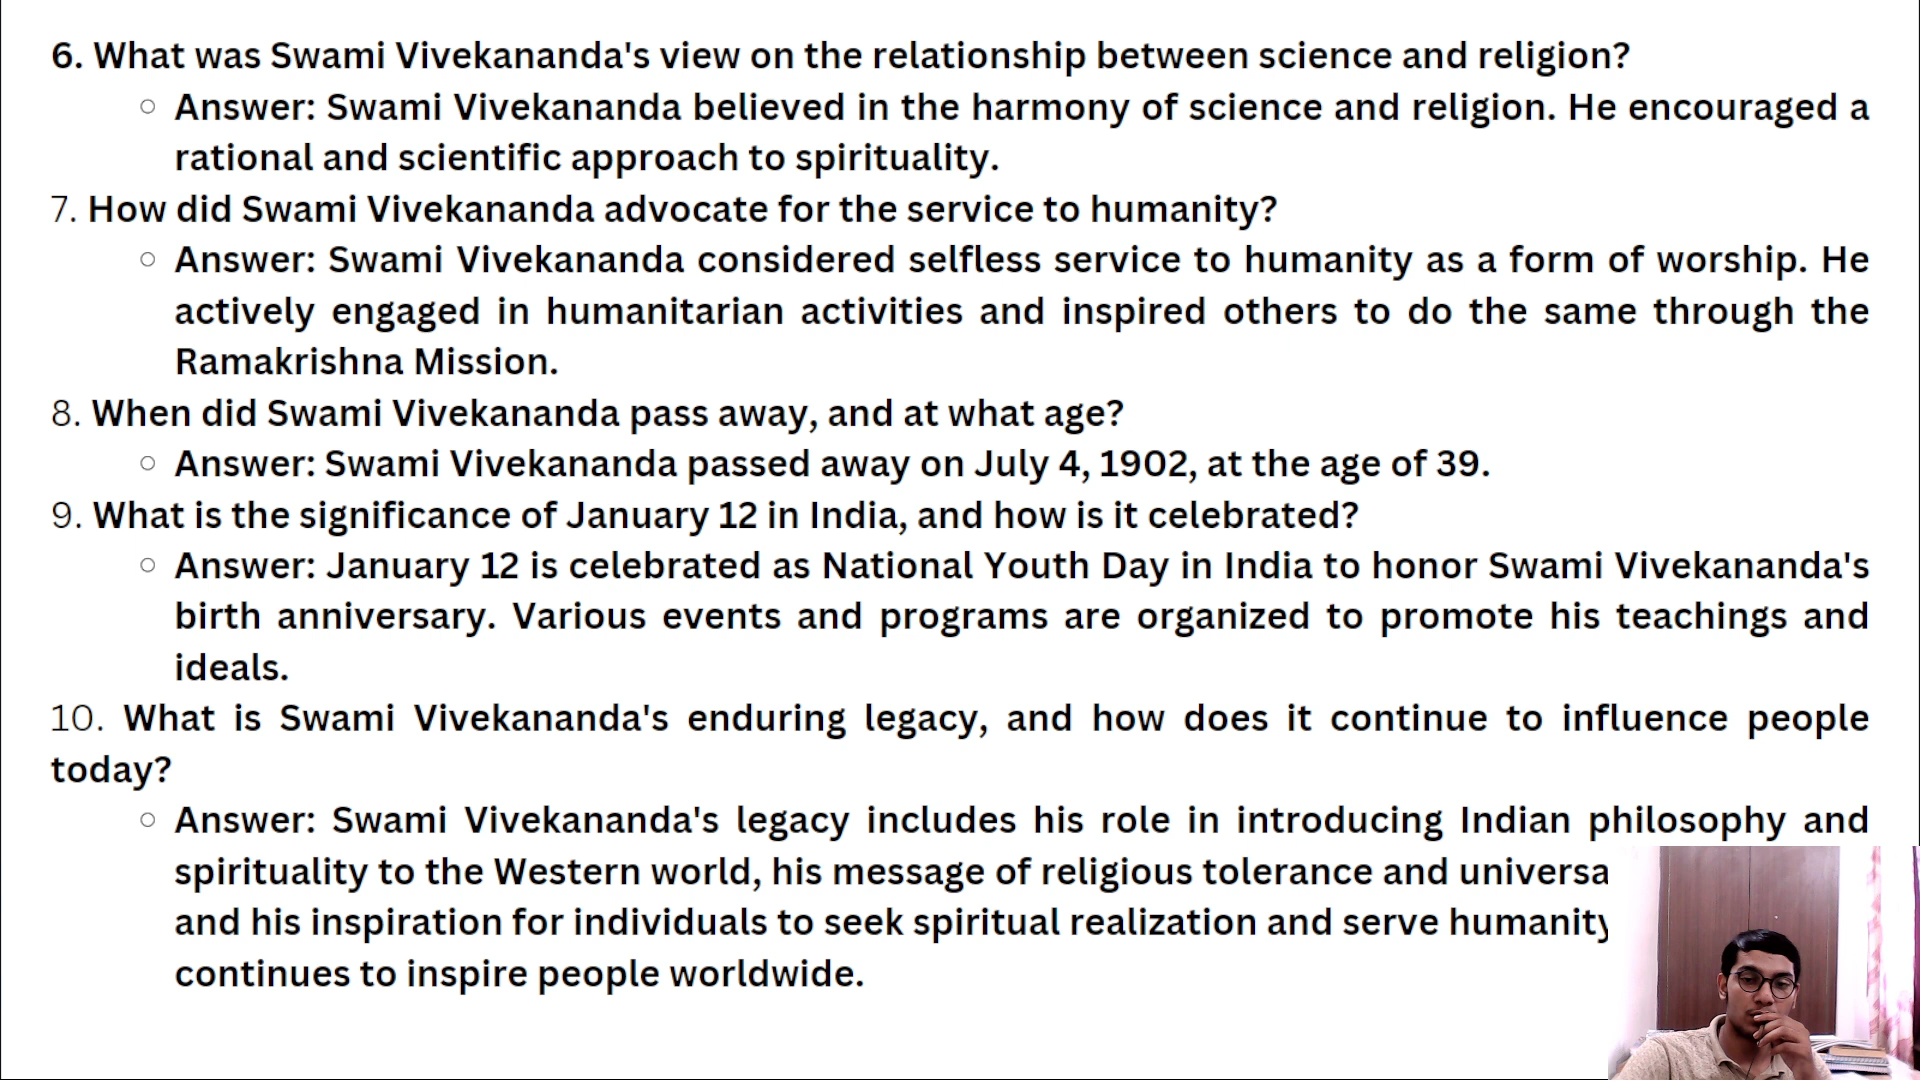 6. What was Swami Vivekananda's view on the relationship between science and religion?
○ Answer: Swami Vivekananda believed in the harmony of science and religion. He encouraged a
rational and scientific approach to spirituality.
7. How did Swami Vivekananda advocate for the service to humanity?
○ Answer: Swami Vivekananda considered selfless service to humanity as a form of worship. He
actively engaged in humanitarian activities and inspired others to do the same through the
Ramakrishna Mission.
8. When did Swami Vivekananda pass away, and at what age?
○ Answer: Swami Vivekananda passed away on July 4, 1902, at the age of 39.
9. What is the significance of January 12 in India, and how is it celebrated?
○ Answer: January 12 is celebrated as National Youth Day in India to honor Swami Vivekananda's
birth anniversary. Various events and programs are organized to promote his teachings and
ideals.
10. What is Swami Vivekananda's enduring legacy, and how does it continue to influence people
today?
○ Answer: Swami Vivekananda's legacy includes his role in introducing Indian philosophy and
spirituality to the Western world, his message of religious tolerance and universa
and his inspiration for individuals to seek spiritual realization and serve humanity
continues to inspire people worldwide.